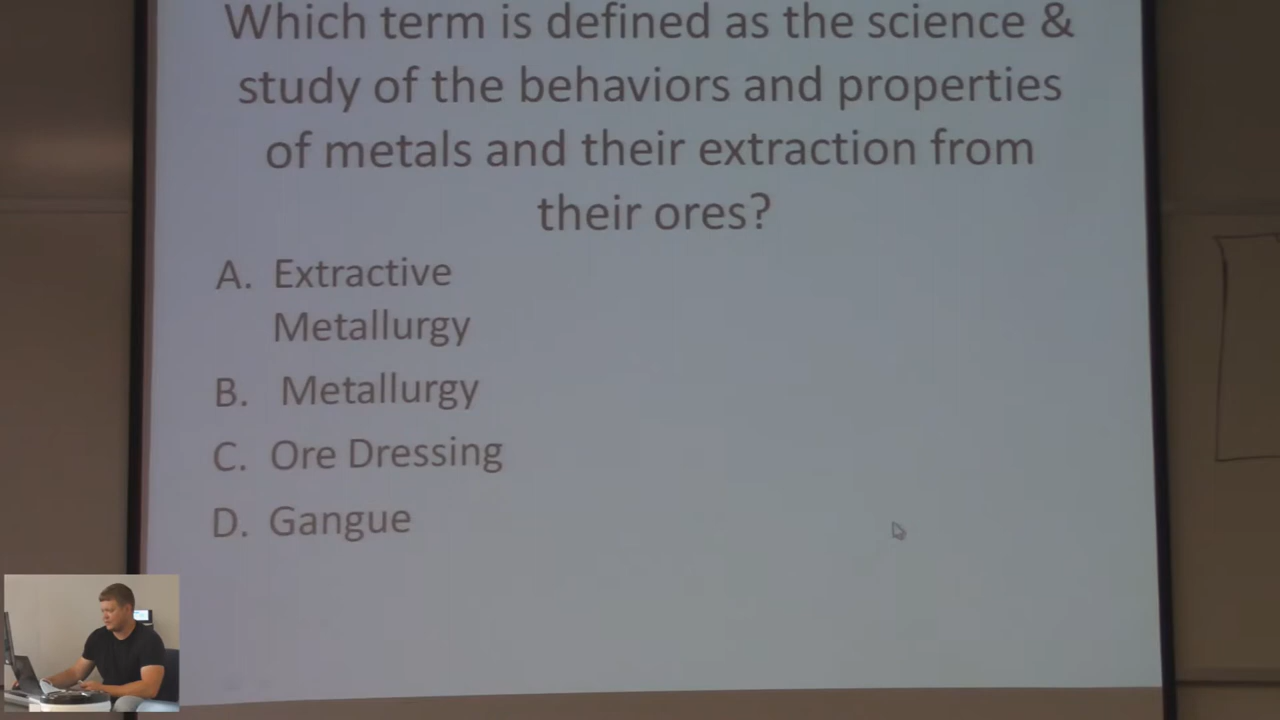 Which term is defined as the science &
study of the behaviors and properties
of metals and their extraction from
their ores?
A. Extractive
Metallurgy
B. Metallurgy
C. Ore Dressing
D. Gangue